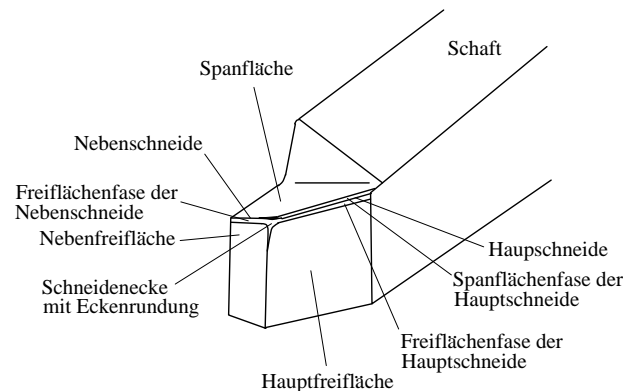 Schaft
Spanfläche
Nebenschneide
Freiflächenfase der
Nebenschneide
Nebenfreifläche
Schneidenecke
mit Eckenrundung
Haupschneide
Spanflächenfase der
Hauptschneide
Freiflächenfase der
Hauptschneide
Hauptfreifläche